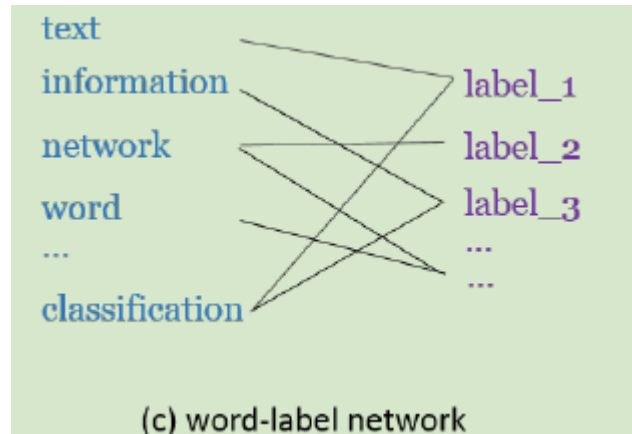 text
information
network
word
...
classification
label_1
label_2
label_3
...
...
(c) word-label network